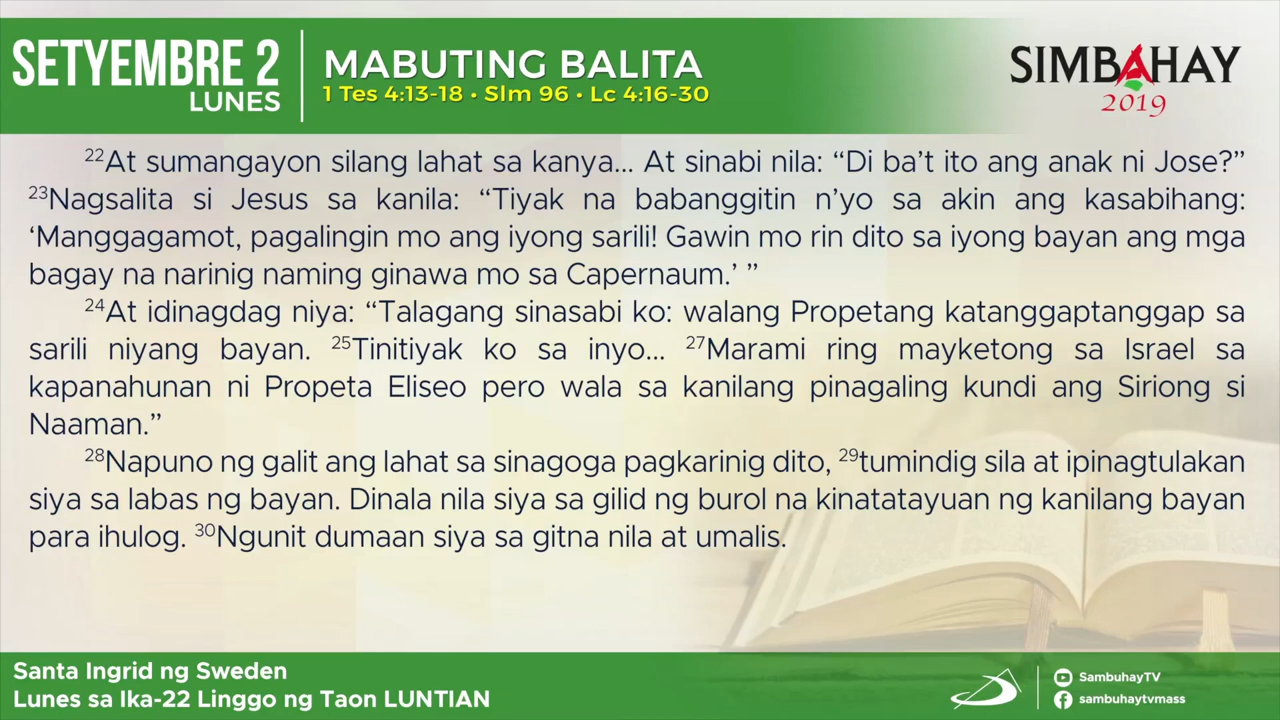 SETYEMBRE 2
LUNES
MABUTING BALITA
1 Tes 4:13-18 • Slm 96 • Lc 4:16-30
SIMBAHAY
2019
²²At sumangayon silang lahat sa kanya... At sinabi nila: “Di ba’t ito ang anak ni Jose?”
²³Nagsalita si Jesus sa kanila: “Tiyak na babanggitin n’yo sa akin ang kasabihang:
‘Manggagamot, pagalingin mo ang iyong sarili! Gawin mo rin dito sa iyong bayan ang mga
bagay na narinig naming ginawa mo sa Capernaum.’ ”
²⁴At idinagdag niya: “Talagang sinasabi ko: walang Propetang katanggaptanggap sa
sarili niyang bayan. ²⁵Tinitiyak ko sa inyo... ²⁷Marami ring mayketong sa Israel sa
kapanahunan ni Propeta Eliseo pero wala sa kanilang pinagaling kundi ang Siriong si
Naaman.”
²⁸Napuno ng galit ang lahat sa sinagoga pagkarinig dito, ²⁹tumindig sila at ipinagtulakan
siya sa labas ng bayan. Dinala nila siya sa gilid ng burol na kinatatayuan ng kanilang bayan
para ihulog. ³⁰Ngunit dumaan siya sa gitna nila at umalis.
Santa Ingrid ng Sweden
Lunes sa Ika-22 Linggo ng Taon LUNTIAN
SambuhayTV
sambuhaytvmass